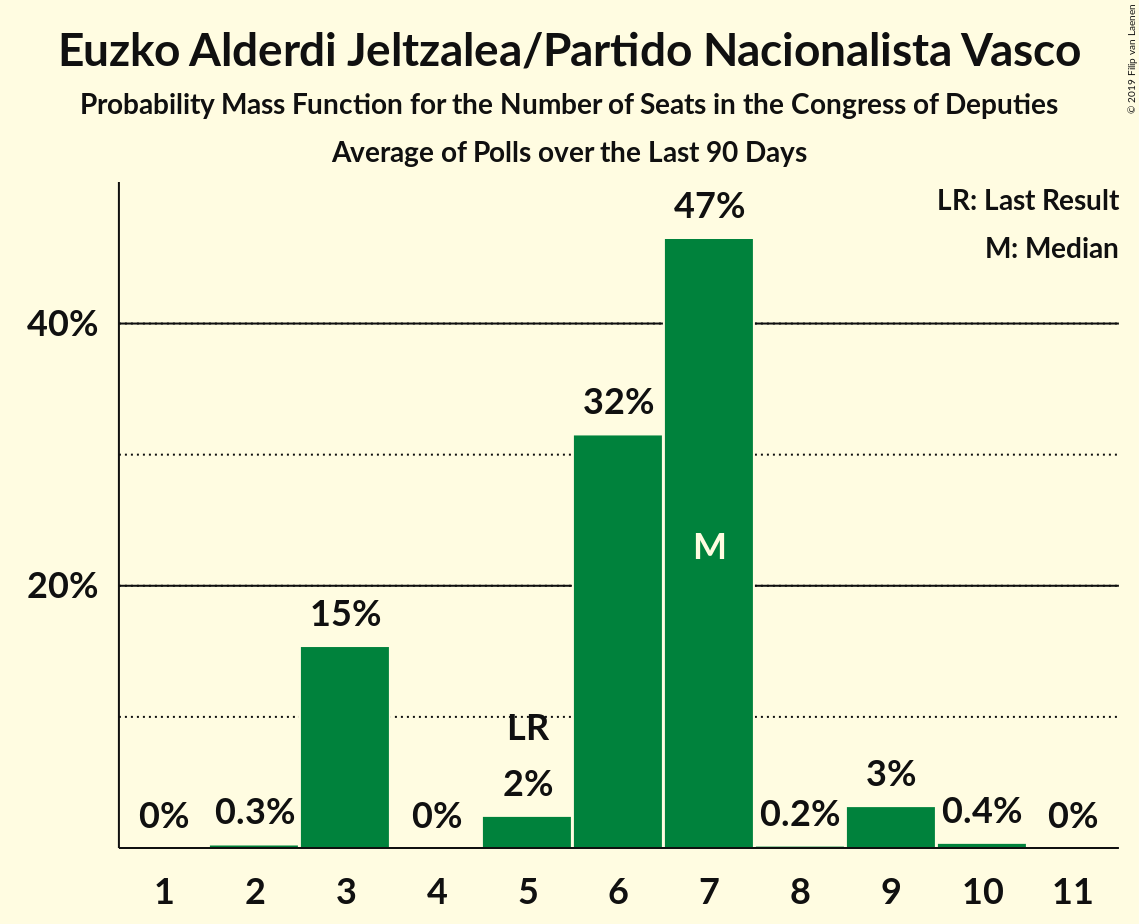 Euzko Alderdi Jeltzalea/Partido Nacionalista Vasco
Probability Mass Function for the Number of Seats in the Congress of Deputies
Average of Polls over the Last 90 Days
© 2019 Filip van Laenen
LR: Last Result
M: Median
47%
40%
32%
M
20%
15%
LR
2%
3%
0%
0.3%
0%
0.2%
0.4%
0%
1 2 3 4 5 6 7 8 9 10 11